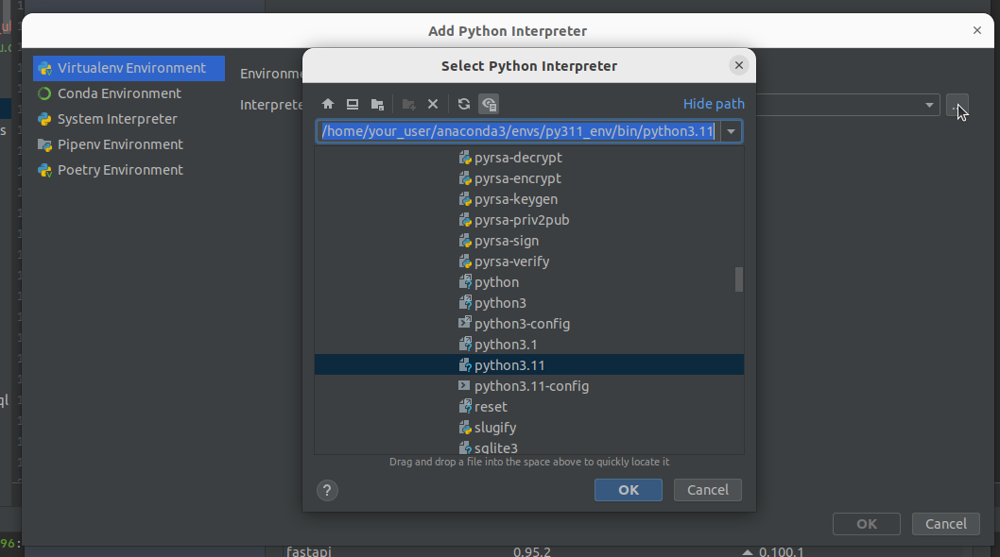 Add Python Interpreter
Virtualenv Environment
Conda Environment
System Interpreter
Pipenv Environment
Poetry Environment
Environme
Interprete
Select Python Interpreter
Hide path
/home/your_user/anaconda3/envs/py311_env/bin/python3.11
pyrsa-decrypt
pyrsa-encrypt
pyrsa-keygen
pyrsa-priv2pub
pyrsa-sign
pyrsa-verify
python
python3
python3-config
python3.1
python3.11
python3.11-config
reset
slugify
sqlite3
Drag and drop a file into the space above to quickly locate it
?
OK
Cancel
OK
Cancel
96:
fastapi 0.95.2 0.100.1